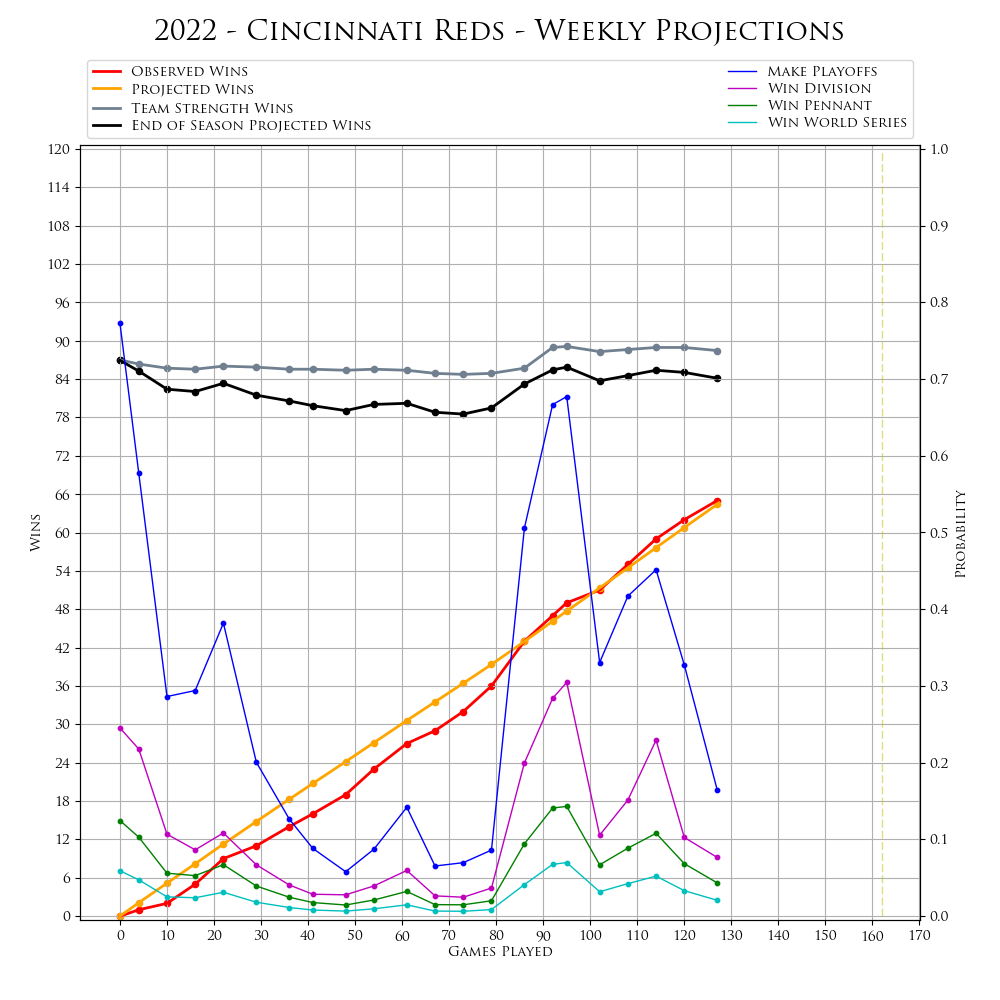 2022 - Cincinnati Reds - Weekly Projections
Observed Wins
Projected Wins
Team Strength Wins
End of Season Projected Wins
Make Playoffs
Win Division
Win Pennant
Win World Series
120
114
108
102
96
90
84
78
72
66
60
54
48
42
36
30
24
18
12
6
0
Wins
1.0
0.9
0.8
0.7
0.6
0.5
0.4
0.3
0.2
0.1
0.0
Probability
0 10 20 30 40 50 60 70 80 90 100 110 120 130 140 150 160 170
Games Played